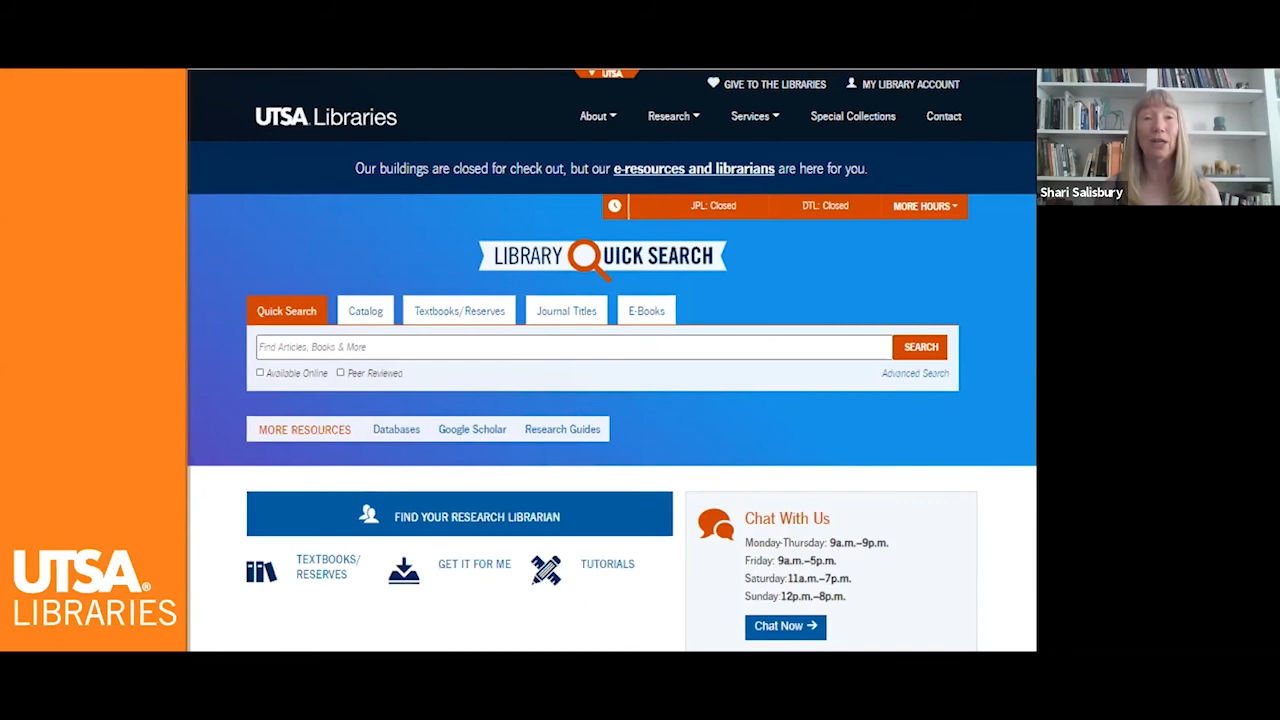 UTSA
GIVE TO THE LIBRARIES
MY LIBRARY ACCOUNT
UTSA Libraries
About
Research
Services
Special Collections
Contact
Our buildings are closed for check out, but our e-resources and librarians are here for you.
Shari Salisbury
JPL: Closed
DTL: Closed
MORE HOURS
LIBRARY QUICK SEARCH
Quick Search
Catalog
Textbooks/Reserves
Journal Titles
E-Books
Find Articles, Books & More
SEARCH
Available Online
Peer Reviewed
Advanced Search
MORE RESOURCES
Databases
Google Scholar
Research Guides
FIND YOUR RESEARCH LIBRARIAN
TEXTBOOKS/
RESERVES
GET IT FOR ME
TUTORIALS
Chat With Us
Monday-Thursday: 9a.m.–9p.m.
Friday: 9a.m.–5p.m.
Saturday:11a.m.–7p.m.
Sunday:12p.m.–8p.m.
Chat Now →
UTSA®
LIBRARIES